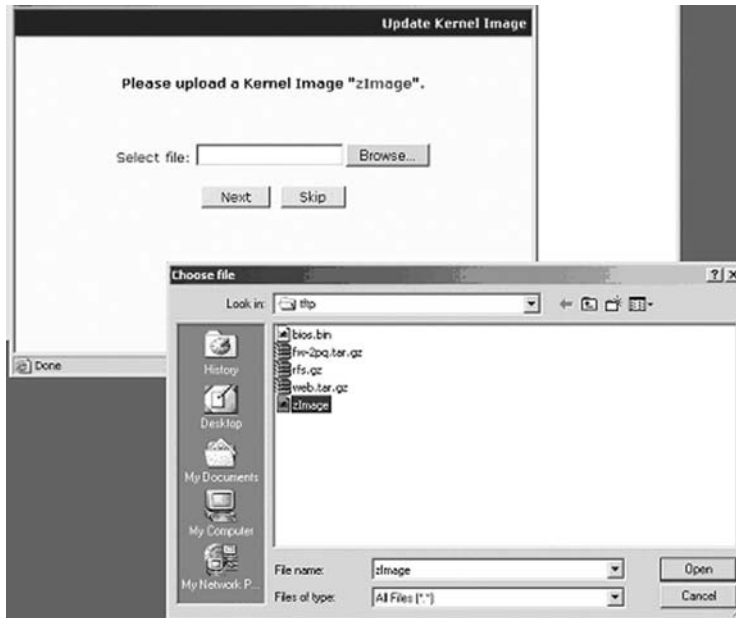 Update Kernel Image
Please upload a Kernel Image "zImage".
Select file:
Browse...
Next
Skip
Done
Choose file
Look in:
tftp
History
Desktop
My Documents
My Computer
My Network P...
bios.bin
fw-2pq.tar.gz
rfs.gz
web.tar.gz
zImage
File name:
zImage
Open
Files of type:
All Files (*.*)
Cancel